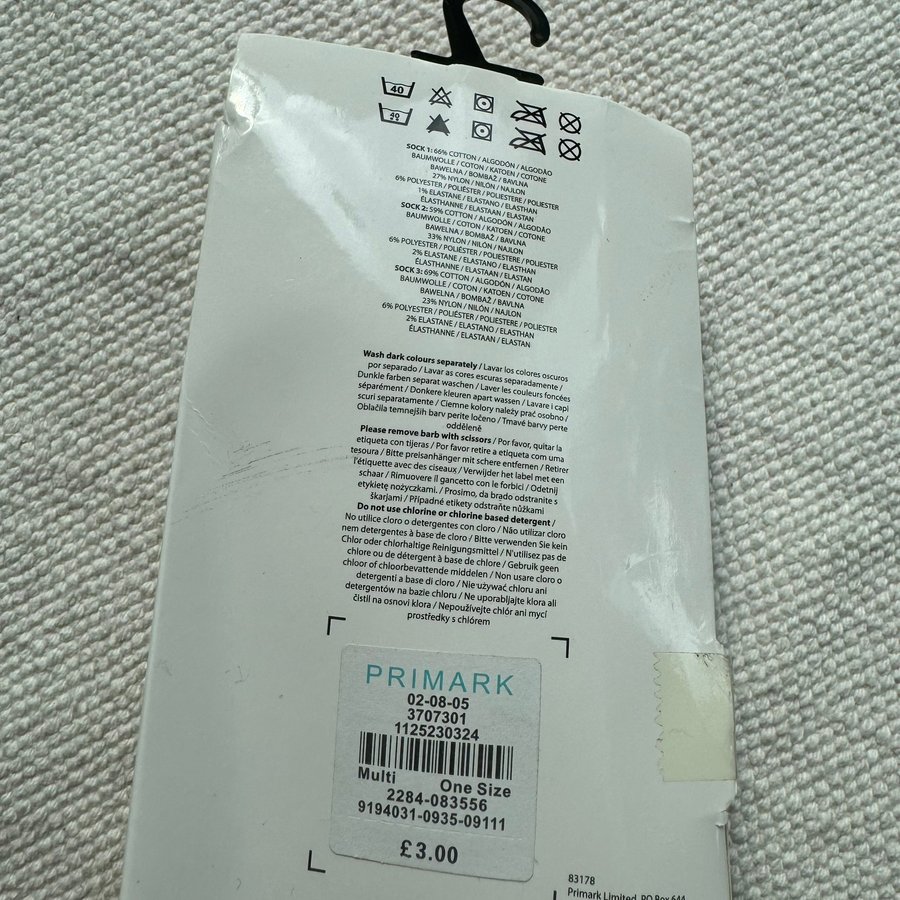 40
40
SOCK 1: 66% COTTON / ALGODÓN / ALGODÃO
BAUMWOLLE / COTON / KATOEN / COTONE
BAWELNA / BOMBAŽ / BAVLNA
27% NYLON / NILÓN / NAJLON
6% POLYESTER / POLIÉSTER / POLIESTERE / POLIESTER
1% ELASTANE / ELASTANO / ELASTHAN
ÉLASTHANNE / ELASTAAN / ELASTAN
SOCK 2: 59% COTTON / ALGODÓN / ALGODÃO
BAUMWOLLE / COTON / KATOEN / COTONE
BAWELNA / BOMBAŽ / BAVLNA
33% NYLON / NILÓN / NAJLON
6% POLYESTER / POLIÉSTER / POLIESTERE / POLIESTER
2% ELASTANE / ELASTANO / ELASTHAN
ÉLASTHANNE / ELASTAAN / ELASTAN
SOCK 3: 69% COTTON / ALGODÓN / ALGODÃO
BAUMWOLLE / COTON / KATOEN / COTONE
BAWELNA / BOMBAŽ / BAVLNA
23% NYLON / NILÓN / NAJLON
6% POLYESTER / POLIÉSTER / POLIESTERE / POLIESTER
2% ELASTANE / ELASTANO / ELASTHAN
ÉLASTHANNE / ELASTAAN / ELASTAN
Wash dark colours separately / Lavar los colores oscuros
por separado / Lavar as cores escuras separadamente /
Dunkle farben separat waschen / Laver les couleurs foncées
séparément / Donkere kleuren apart wassen / Lavare i capi
scuri separatamente / Ciemne kolory należy prać osobno /
Oblačila temnejših barv perite ločeno / Tmavé barvy perte
odděleně
Please remove barb with scissors / Por favor, quitar la
etiqueta con tijeras / Por favor retire a etiqueta com uma
tesoura / Bitte preisanhänger mit schere entfernen / Retirer
l'étiquette avec des ciseaux / Verwijder het label met een
schaar / Rimuovere il gancetto con le forbici / Odetnij
etykietę nożyczkami. / Prosimo, da brado odstranite s
škarjami / Případné etikety odstraňte nůžkami
Do not use chlorine or chlorine based detergent /
No utilice cloro o detergentes con cloro / Não utilizar cloro
nem detergentes à base de cloro / Bitte verwenden Sie kein
Chlor oder chlorhaltige Reinigungsmittel / N'utilisez pas de
chlore ou de détergent à base de chlore / Gebruik geen
chloor of chloorbevattende middelen / Non usare cloro o
detergenti a base di cloro / Nie używać chloru ani
detergentów na bazie chloru / Ne uporabljajte klora ali
čistil na osnovi klora / Nepoužívejte chlór ani mycí
prostředky s chlórem
PRIMARK
02-08-05
3707301
1125230324
Multi One Size
2284-083556
9194031-0935-09111
£3.00
83178
Primark Limited, PO Box 644